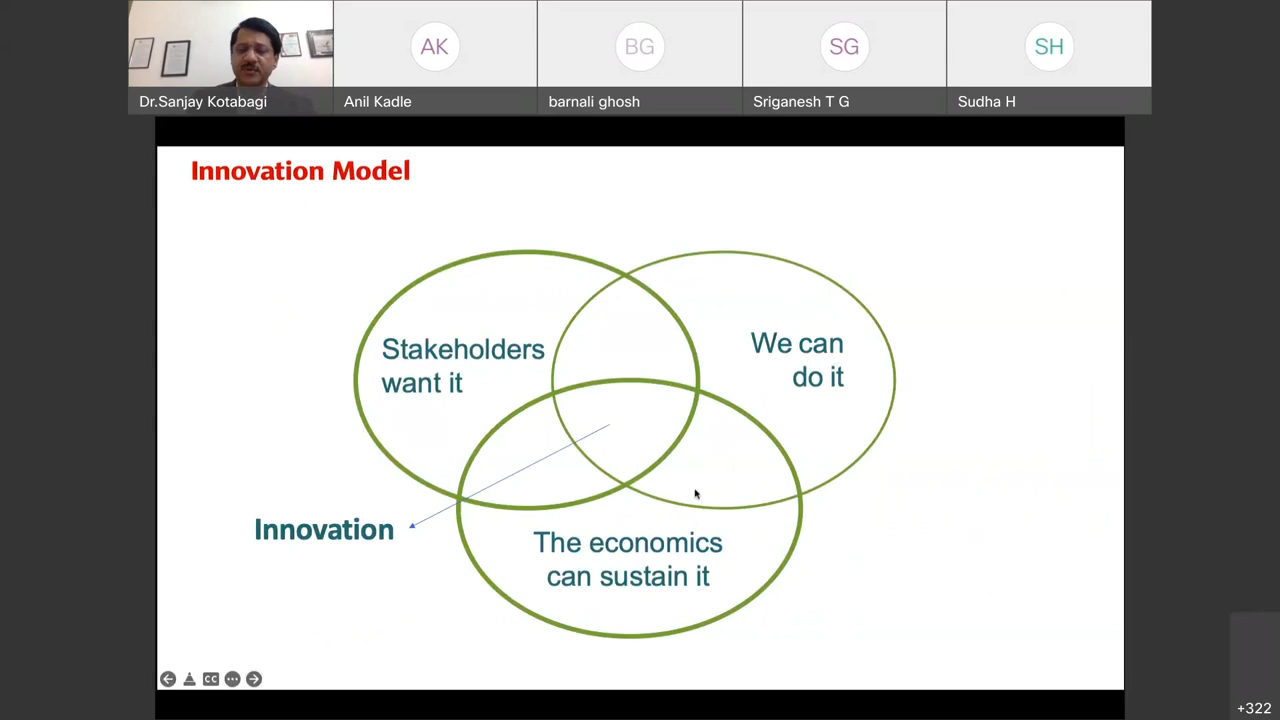 AK
BG
SG
SH
Dr.Sanjay Kotabagi
Anil Kadle
barnali ghosh
Sriganesh T G
Sudha H
Innovation Model
Stakeholders
want it
We can
do it
Innovation
The economics
can sustain it
CC
+322